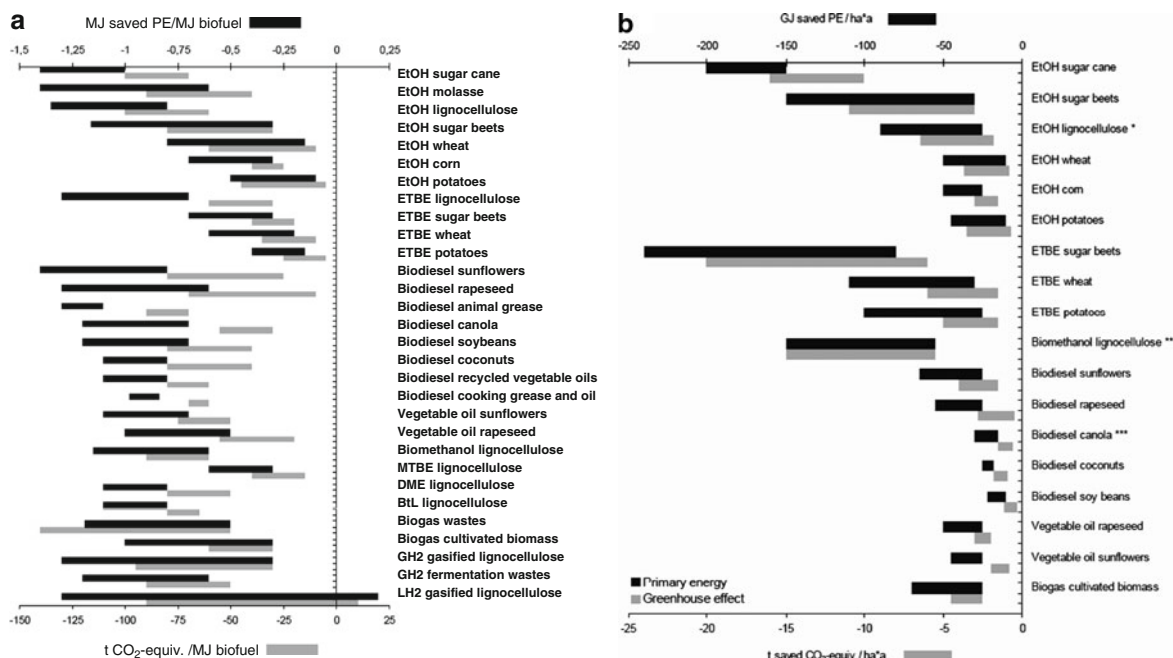 a
MJ saved PE/MJ biofuel
-1,5 -1 -0,75 -0,5 -0,25 0 0,25
EtOH sugar cane
EtOH molasse
EtOH lignocellulose
EtOH sugar beets
EtOH wheat
EtOH corn
EtOH potatoes
ETBE lignocellulose
ETBE sugar beets
ETBE wheat
ETBE potatoes
Biodiesel sunflowers
Biodiesel rapeseed
Biodiesel animal grease
Biodiesel canola
Biodiesel soybeans
Biodiesel coconuts
Biodiesel recycled vegetable oils
Biodiesel cooking grease and oil
Vegetable oil sunflowers
Vegetable oil rapeseed
Biomethanol lignocellulose
MTBE lignocellulose
DME lignocellulose
BtL lignocellulose
Biogas wastes
Biogas cultivated biomass
GH2 gasified lignocellulose
GH2 fermentation wastes
LH2 gasified lignocellulose
-150 -125 -100 -75 -50 -25 0 25
t CO₂-equiv. /MJ biofuel
b
GJ saved PE / ha*a
-250 -200 -150 -100 -50 0
EtOH sugar cane
EtOH sugar beets
EtOH lignocellulose *
EtOH wheat
EtOH corn
EtOH potatoes
ETBE sugar beets
ETBE wheat
ETBE potatoes
Biomethanol lignocellulose **
Biodiesel sunflowers
Biodiesel rapeseed
Biodiesel canola ***
Biodiesel coconuts
Biodiesel soy beans
Vegetable oil rapeseed
Vegetable oil sunflowers
Biogas cultivated biomass
Primary energy
Greenhouse effect
-25 -20 -15 -10 -5 0
t saved CO₂-equiv./ ha*a